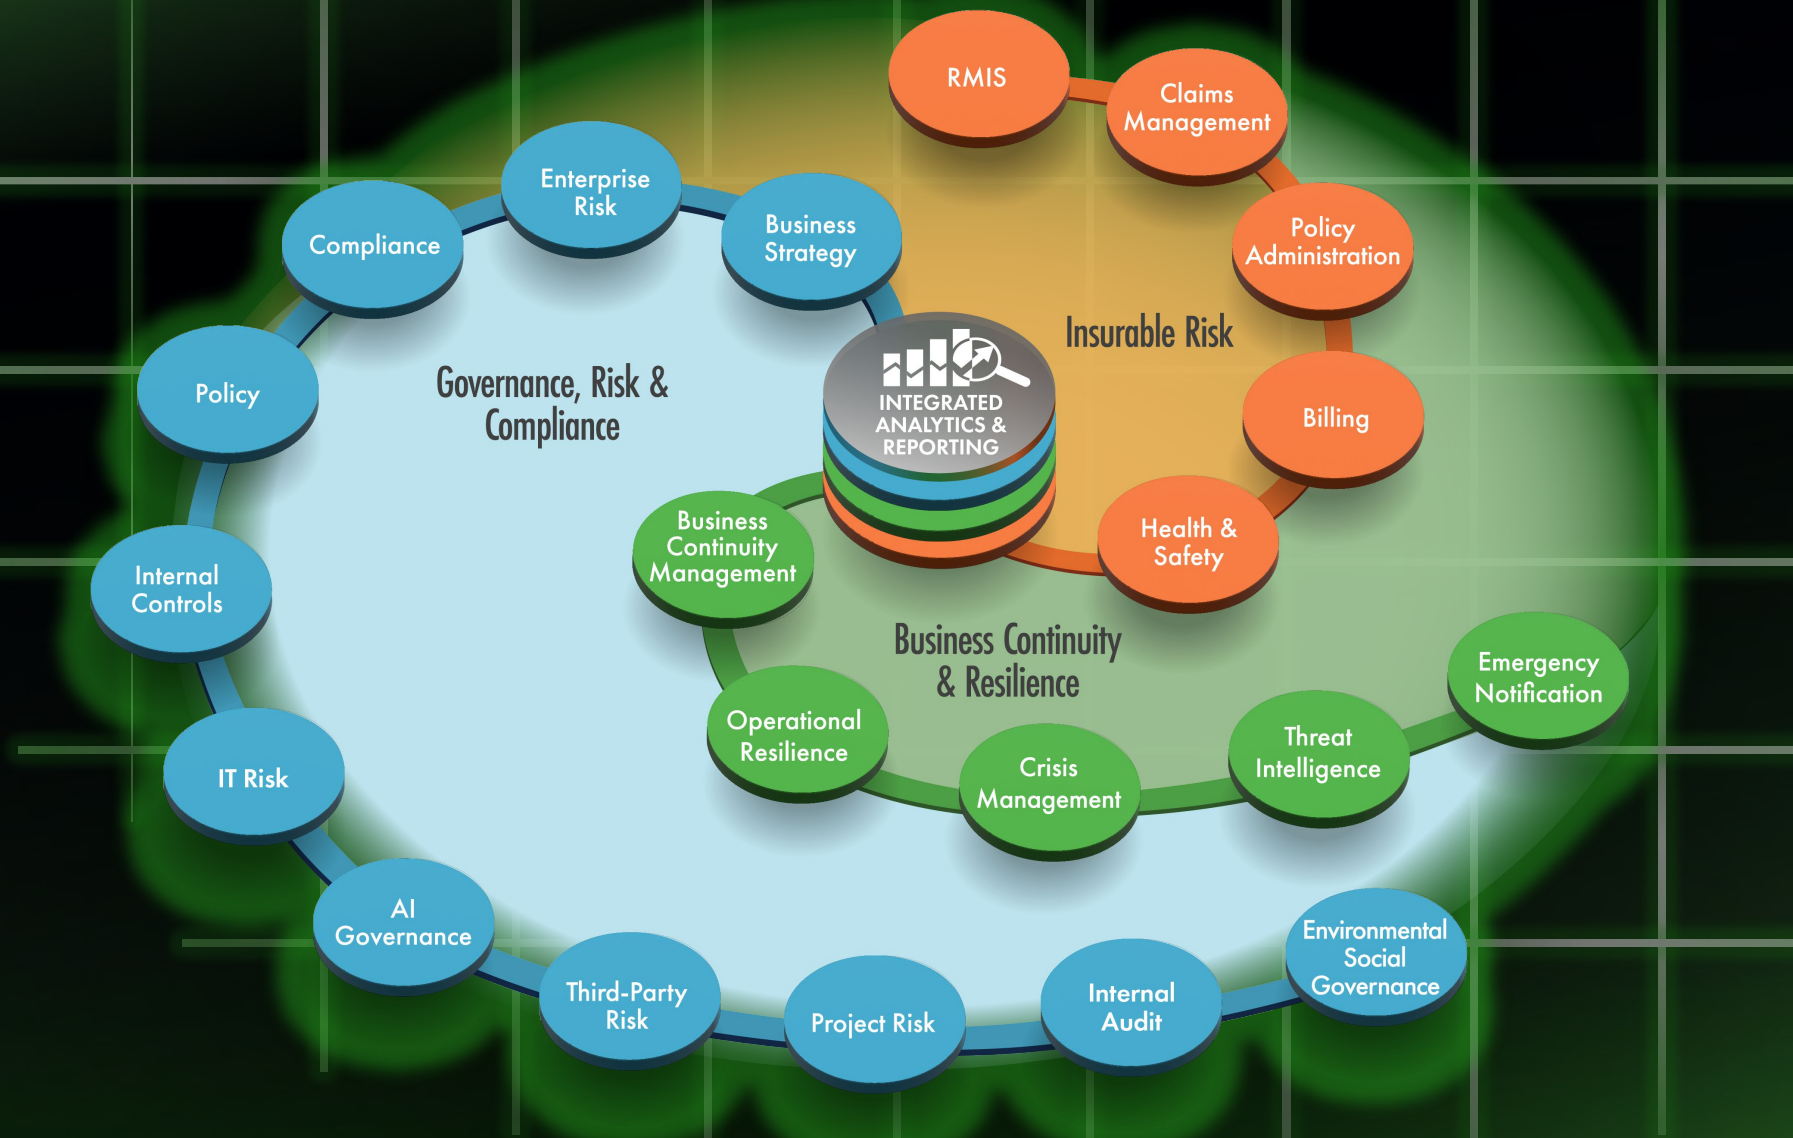 RMIS
Claims
Management
Policy
Administration
Billing
Health &
Safety
Insurable Risk
Enterprise
Risk
Business
Strategy
Compliance
Policy
Internal
Controls
IT Risk
AI
Governance
Third-Party
Risk
Project Risk
Internal
Audit
Environmental
Social
Governance
Governance, Risk &
Compliance
INTEGRATED
ANALYTICS &
REPORTING
Business
Continuity
Management
Operational
Resilience
Crisis
Management
Threat
Intelligence
Emergency
Notification
Business Continuity
& Resilience